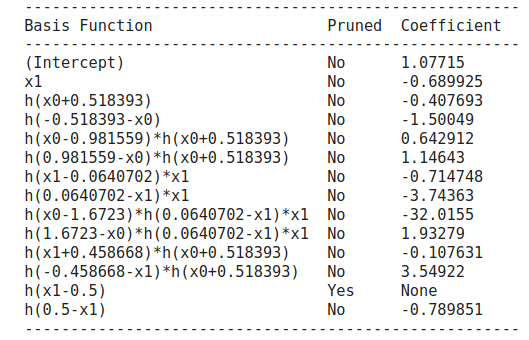 ------------------------------------------------------
Basis Function Pruned Coefficient
------------------------------------------------------
(Intercept) No 1.07715
x1 No -0.689925
h(x0+0.518393) No -0.407693
h(-0.518393-x0) No -1.50049
h(x0-0.981559)*h(x0+0.518393) No 0.642912
h(0.981559-x0)*h(x0+0.518393) No 1.14643
h(x1-0.0640702)*x1 No -0.714748
h(0.0640702-x1)*x1 No -3.74363
h(x0-1.6723)*h(0.0640702-x1)*x1 No -32.0155
h(1.6723-x0)*h(0.0640702-x1)*x1 No 1.93279
h(x1+0.458668)*h(x0+0.518393) No -0.107631
h(-0.458668-x1)*h(x0+0.518393) No 3.54922
h(x1-0.5) Yes None
h(0.5-x1) No -0.789851
------------------------------------------------------